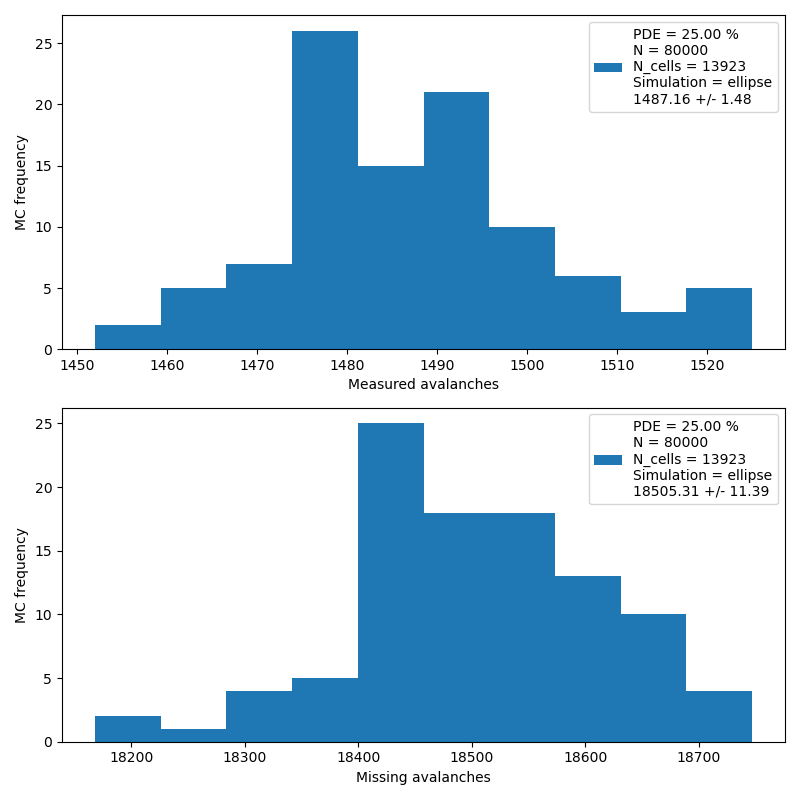 25
20
15
10
5
0
MC frequency
PDE = 25.00 %
N = 80000
N_cells = 13923
Simulation = ellipse
1487.16 +/- 1.48
1450 1460 1470 1480 1490 1500 1510 1520
Measured avalanches
25
20
15
10
5
0
MC frequency
PDE = 25.00 %
N = 80000
N_cells = 13923
Simulation = ellipse
18505.31 +/- 11.39
18200 18300 18400 18500 18600 18700
Missing avalanches